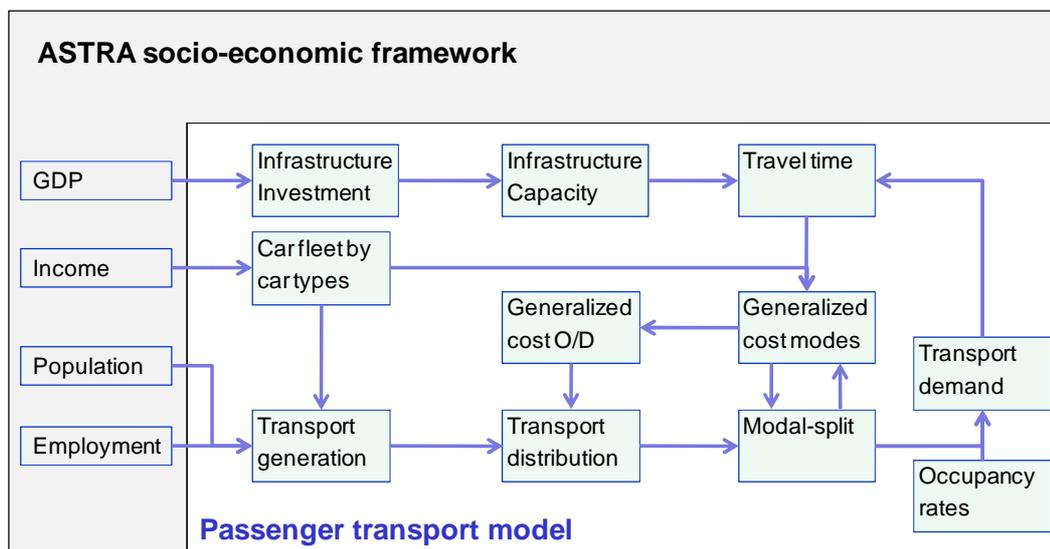 ASTRA socio-economic framework
GDP
Infrastructure
Investment
Infrastructure
Capacity
Travel time
Income
Car fleet by
car types
Generalized
cost O/D
Generalized
cost modes
Population
Transport
demand
Employment
Transport
generation
Transport
distribution
Modal-split
Occupancy
rates
Passenger transport model